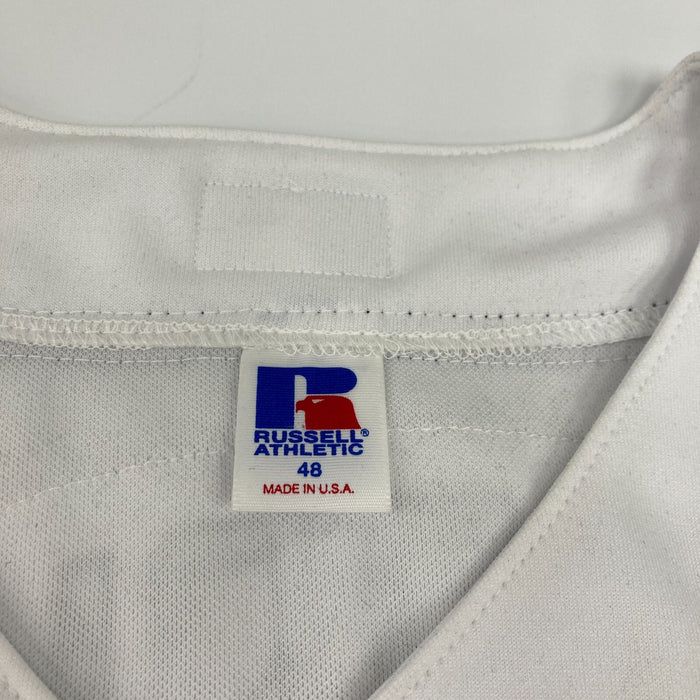 R
RUSSELL®
ATHLETIC
48
MADE IN U.S.A.